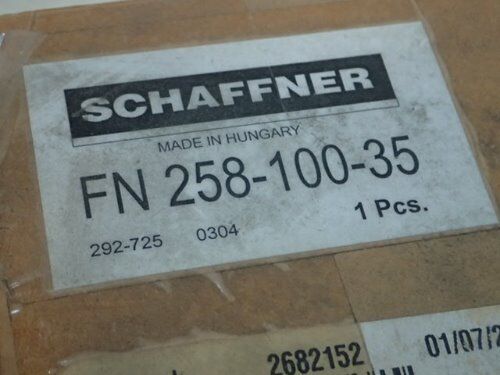 SCHAFFNER
MADE IN HUNGARY
FN 258-100-35
1 Pcs.
292-725 0304
2682152
01/07/2